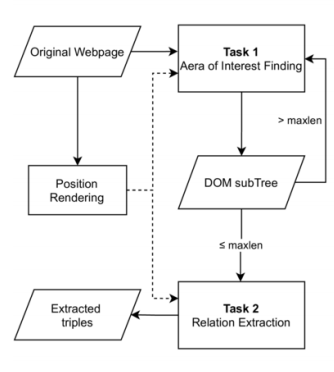 Original Webpage
Task 1
Aera of Interest Finding
> maxlen
Position
Rendering
DOM subTree
≤ maxlen
Extracted
triples
Task 2
Relation Extraction